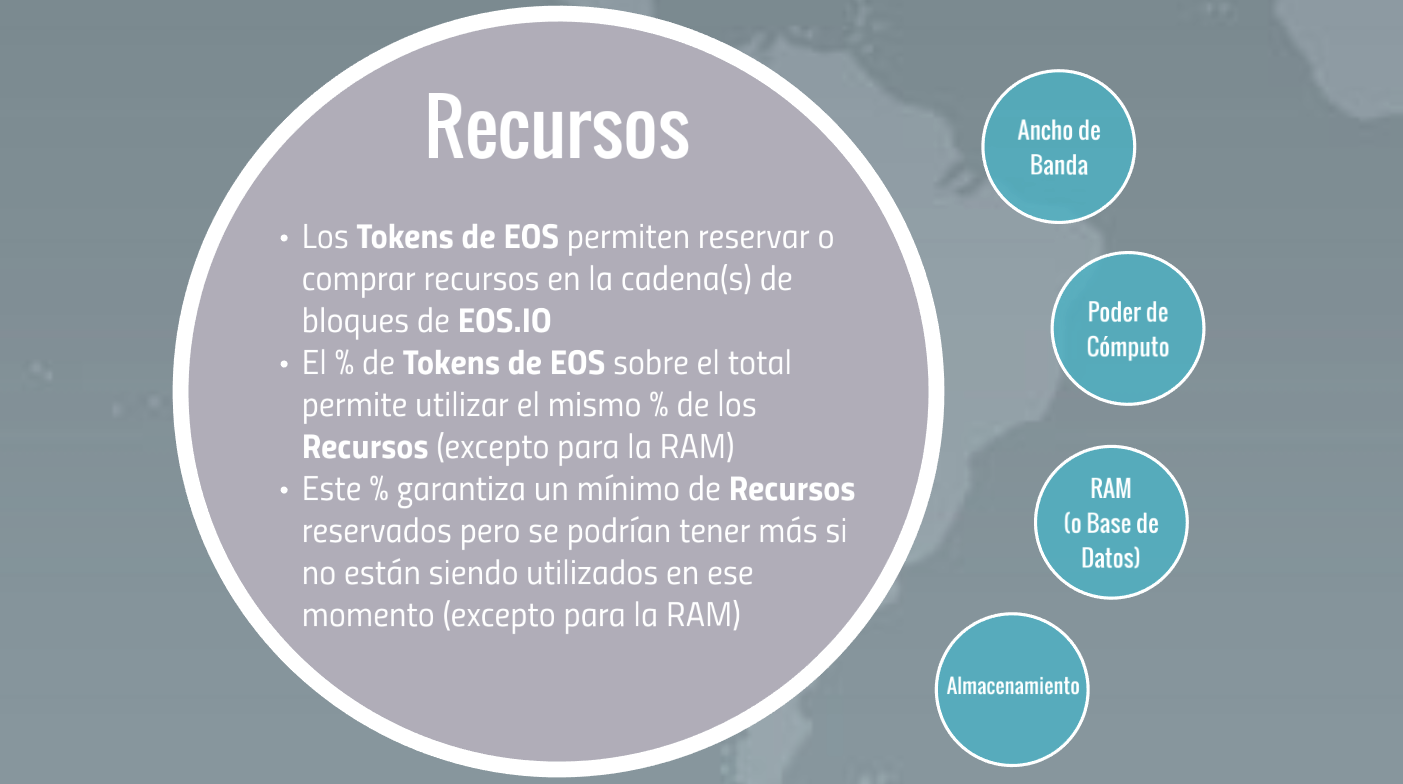 Recursos
• Los Tokens de EOS permiten reservar o
comprar recursos en la cadena(s) de
bloques de EOS.IO
• El % de Tokens de EOS sobre el total
permite utilizar el mismo % de los
Recursos (excepto para la RAM)
• Este % garantiza un mínimo de Recursos
reservados pero se podrían tener más si
no están siendo utilizados en ese
momento (excepto para la RAM)
Ancho de
Banda
Poder de
Cómputo
RAM
(o Base de
Datos)
Almacenamiento